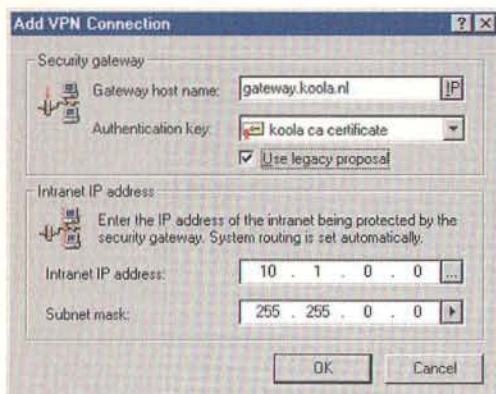 Add VPN Connection
Security gateway
Gateway host name: gateway.koola.nl IP
Authentication key: koola ca certificate
Use legacy proposal
Intranet IP address
Enter the IP address of the intranet being protected by the
security gateway. System routing is set automatically.
Intranet IP address: 10 . 1 . 0 . 0 ...
Subnet mask: 255 . 255 . 0 . 0
OK Cancel